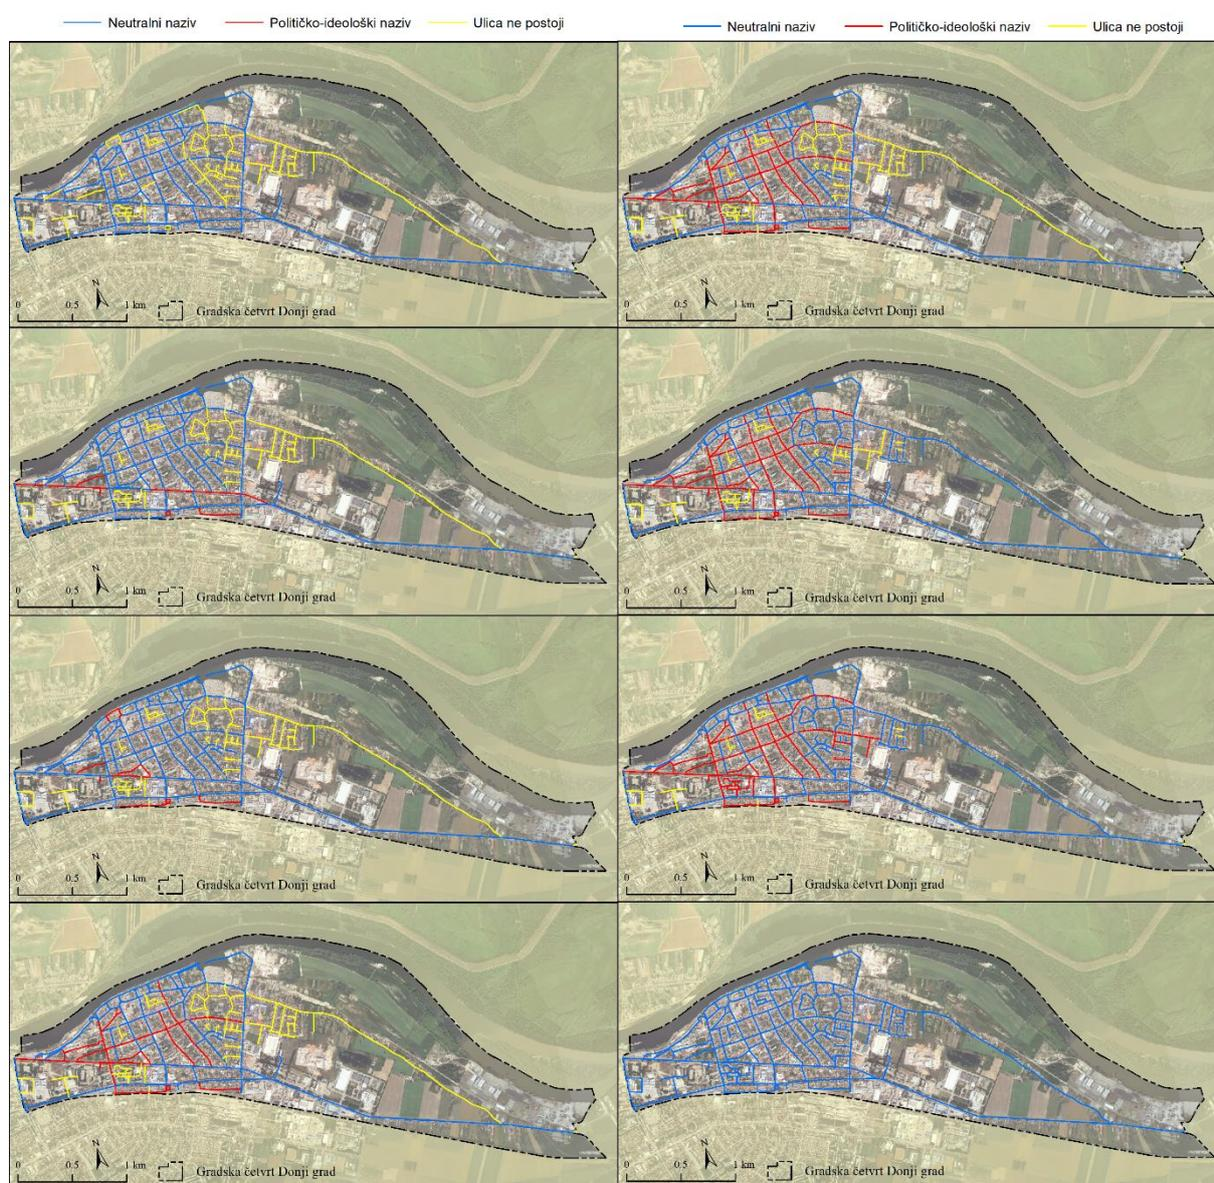 Neutralni naziv Političko-ideološki naziv Ulica ne postoji
Neutralni naziv Političko-ideološki naziv Ulica ne postoji
N
0 0.5 1 km Gradska četvrt Donji grad
N
0 0.5 1 km Gradska četvrt Donji grad
N
0 0.5 1 km Gradska četvrt Donji grad
N
0 0.5 1 km Gradska četvrt Donji grad
N
0 0.5 1 km Gradska četvrt Donji grad
N
0 0.5 1 km Gradska četvrt Donji grad
N
0 0.5 1 km Gradska četvrt Donji grad
N
0 0.5 1 km Gradska četvrt Donji grad